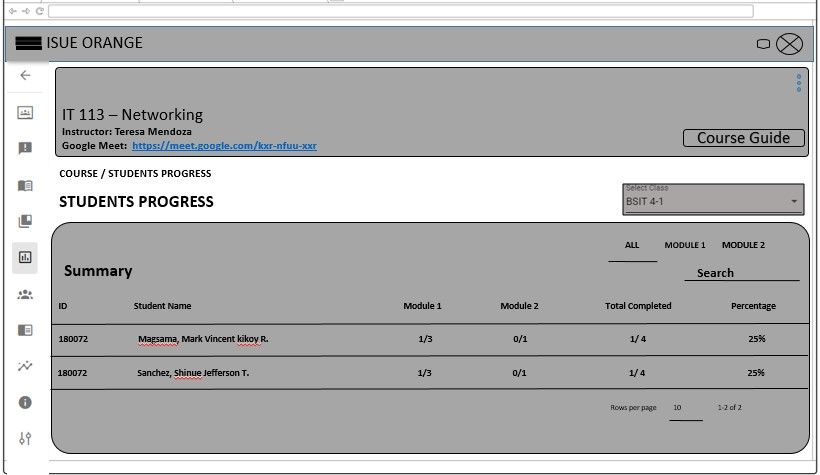 ISUE ORANGE
IT 113 – Networking
Instructor: Teresa Mendoza
Google Meet: https://meet.google.com/kxr-nfuu-xxr
Course Guide
COURSE / STUDENTS PROGRESS
STUDENTS PROGRESS
Select Class
BSIT 4-1
ALL MODULE 1 MODULE 2
Summary
Search
ID Student Name Module 1 Module 2 Total Completed Percentage
180072 Magsama, Mark Vincent kikoy R. 1/3 0/1 1/ 4 25%
180072 Sanchez, Shinue Jefferson T. 1/3 0/1 1/ 4 25%
Rows per page 10 1-2 of 2